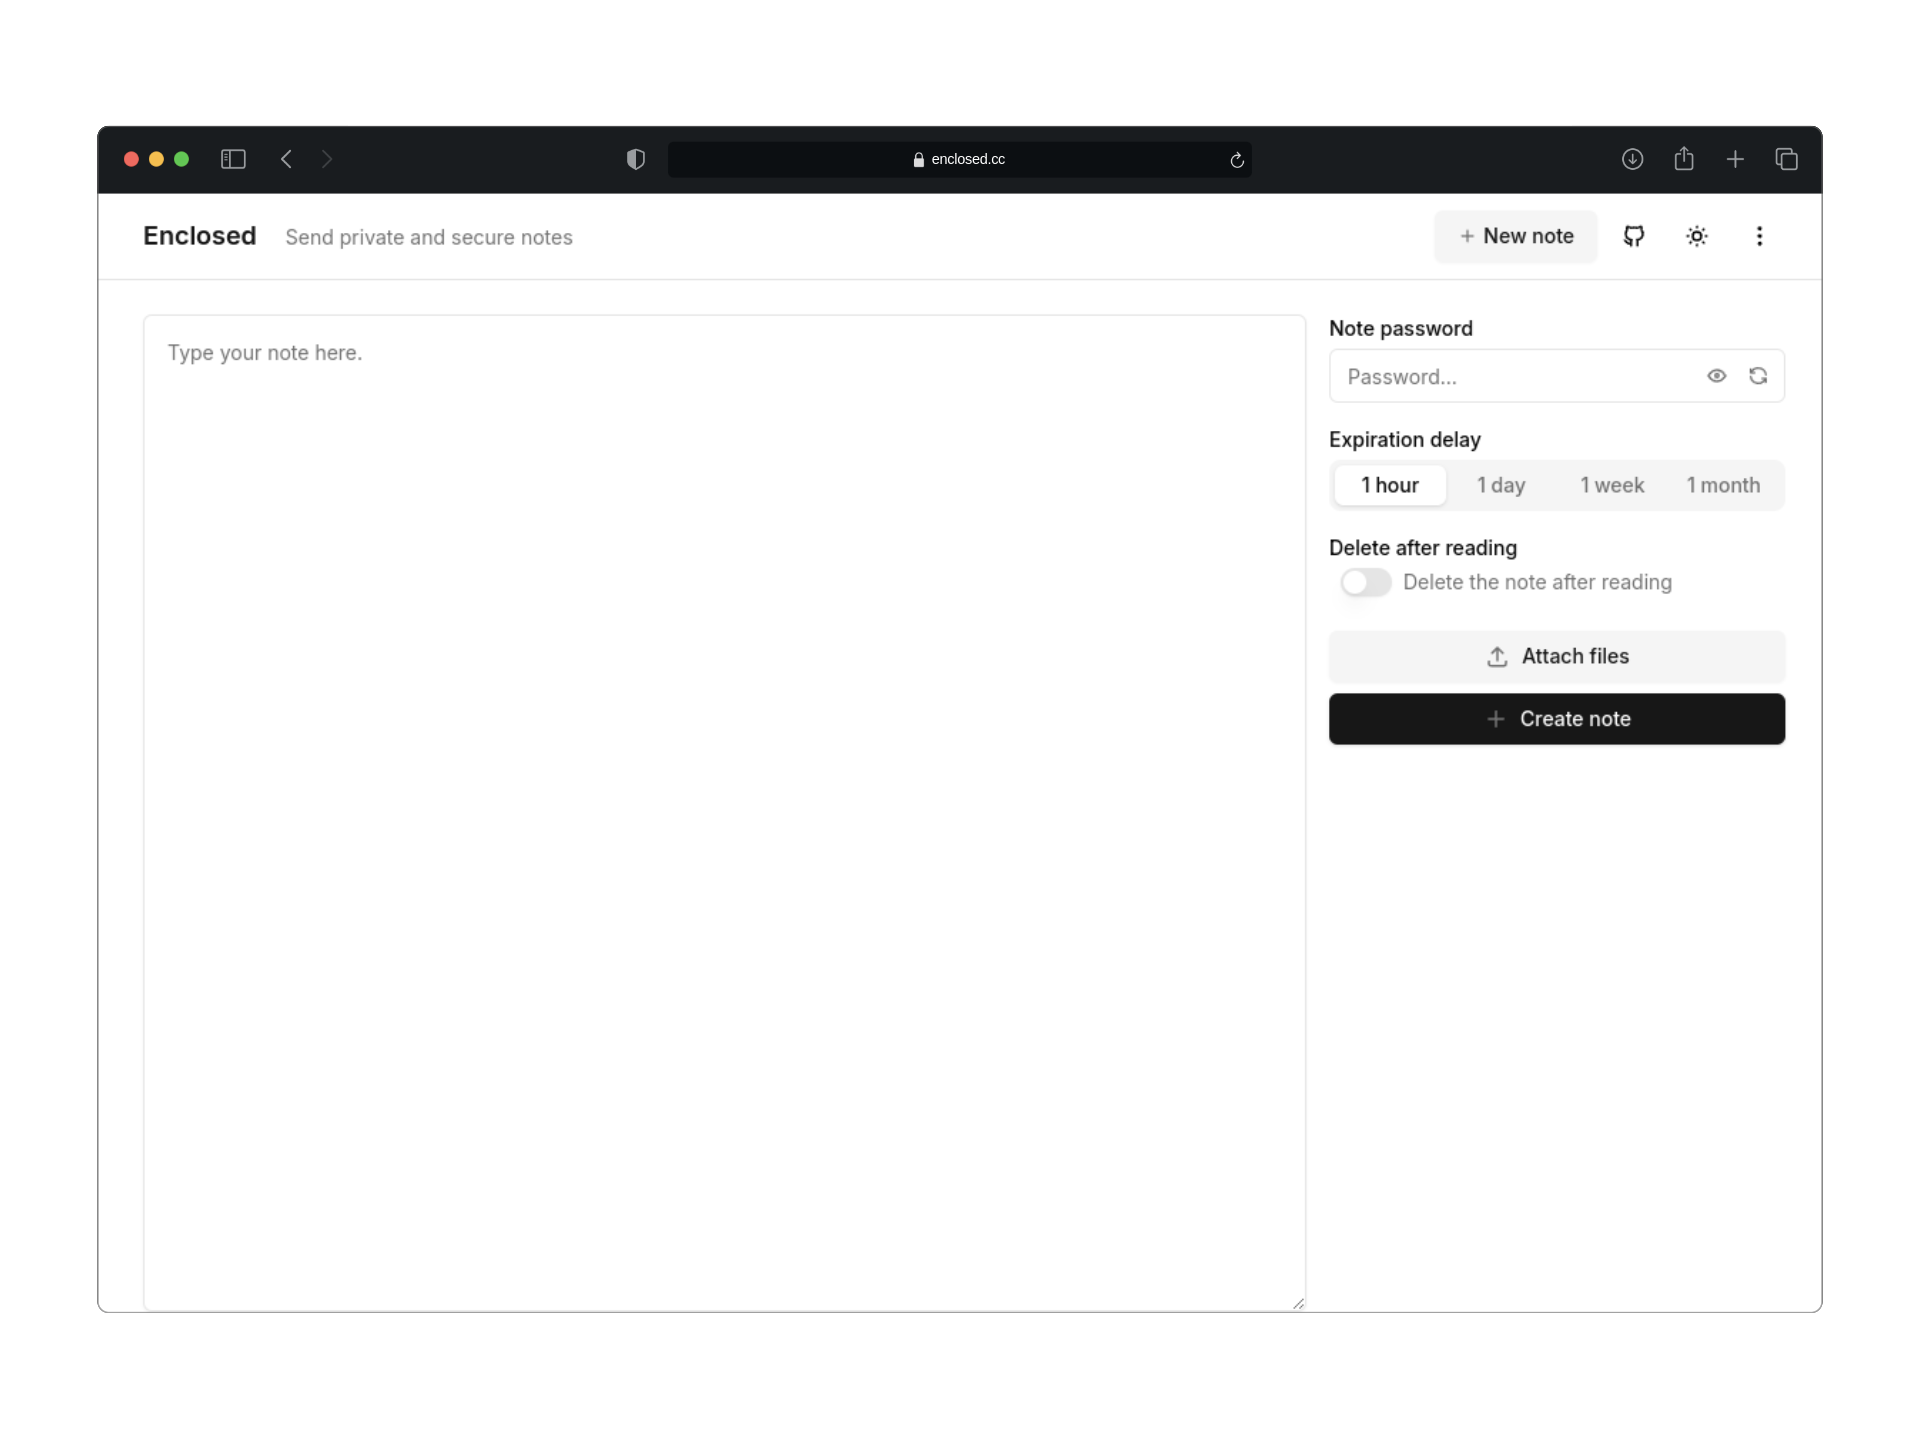 enclosed.cc
Enclosed Send private and secure notes
New note
Type your note here.
Note password
Password...
Expiration delay
1 hour 1 day 1 week 1 month
Delete after reading
Delete the note after reading
Attach files
Create note